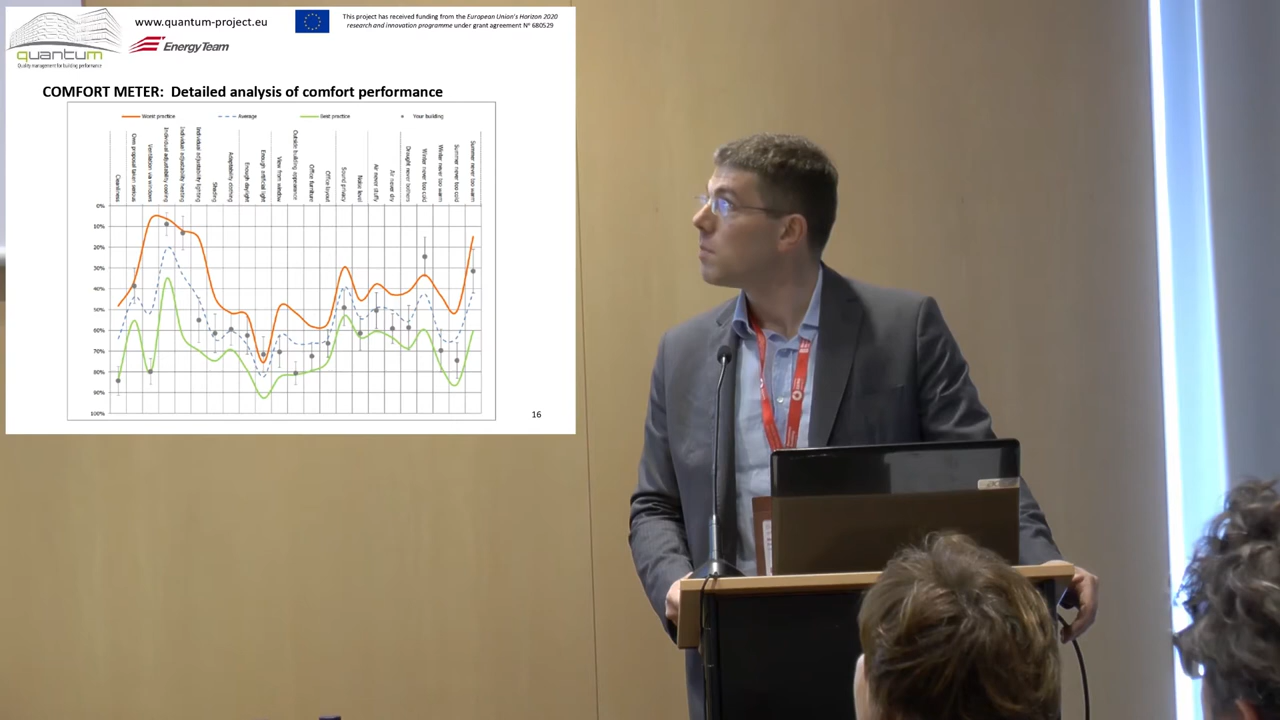 www.quantum-project.eu
This project has received funding from the European Union's Horizon 2020
research and innovation programme under grant agreement Nº 680529
EnergyTeam
quantum
Quality management for building performance
COMFORT METER: Detailed analysis of comfort performance
Worst practice
Average
Best practice
Your building
Cleanliness
Own proposal taken serious
Ventilation via windows
Individual adjustability cooling
Individual adjustability heating
Individual adjustability lighting
Shading
Adaptability clothing
Enough daylight
Enough artificial light
View from window
Outside building appearance
Office furniture
Office layout
Sound privacy
Noise level
Air never stuffy
Air never dry
Draught never bothers
Winter never too cold
Winter never too warm
Summer never too cold
Summer never too warm
0%
10%
20%
30%
40%
50%
60%
70%
80%
90%
100%
16